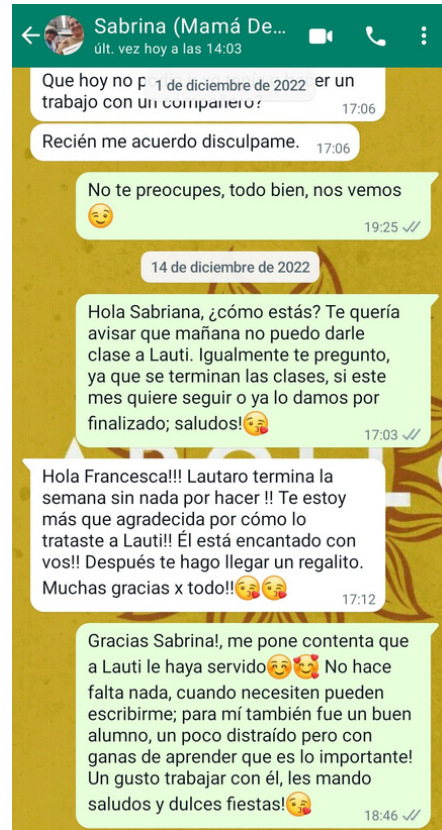 Sabrina (Mamá De...
últ. vez hoy a las 14:03
1 de diciembre de 2022
Que hoy no er un
trabajo con un compañero?
17:06
Recién me acuerdo disculpame.
17:06
No te preocupes, todo bien, nos vemos
😉
19:25
14 de diciembre de 2022
Hola Sabriana, ¿cómo estás? Te quería
avisar que mañana no puedo darle
clase a Lauti. Igualmente te pregunto,
ya que se terminan las clases, si este
mes quiere seguir o ya lo damos por
finalizado; saludos!😘
17:03
Hola Francesca!!! Lautaro termina la
semana sin nada por hacer !! Te estoy
más que agradecida por cómo lo
trataste a Lauti!! Él está encantado con
vos!! Después te hago llegar un regalito.
Muchas gracias x todo!!😘😘
17:12
Gracias Sabrina!, me pone contenta que
a Lauti le haya servido☺️🥰 No hace
falta nada, cuando necesiten pueden
escribirme; para mí también fue un buen
alumno, un poco distraído pero con
ganas de aprender que es lo importante!
Un gusto trabajar con él, les mando
saludos y dulces fiestas!😘
18:46